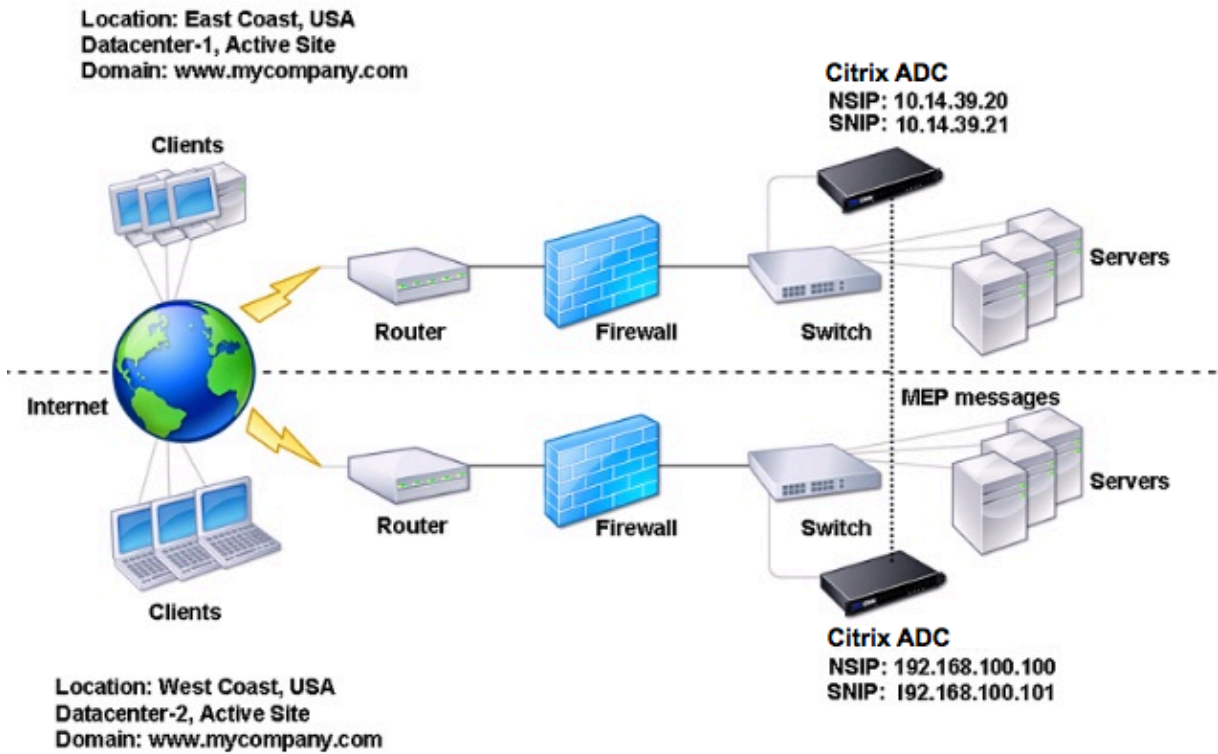 Location: East Coast, USA
Datacenter-1, Active Site
Domain: www.mycompany.com
Citrix ADC
NSIP: 10.14.39.20
SNIP: 10.14.39.21
Clients
Servers
Router
Firewall
Switch
Internet
MEP messages
Servers
Router
Firewall
Switch
Clients
Citrix ADC
NSIP: 192.168.100.100
SNIP: 192.168.100.101
Location: West Coast, USA
Datacenter-2, Active Site
Domain: www.mycompany.com